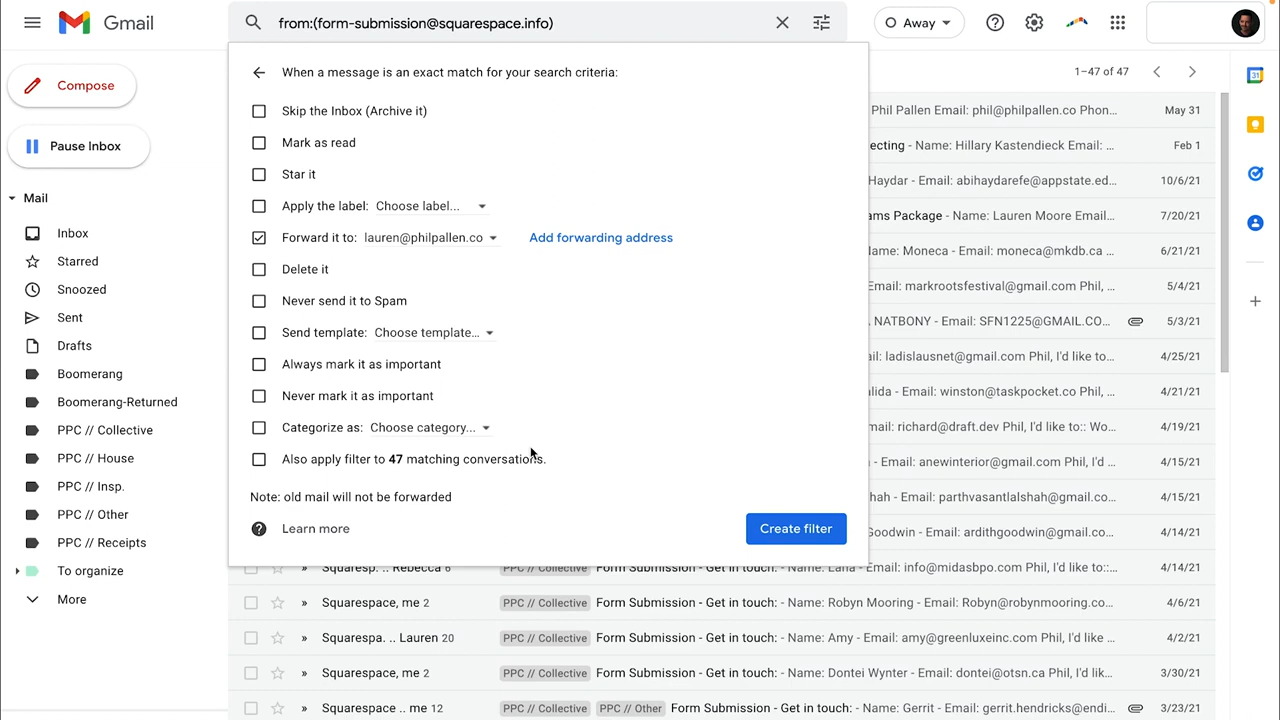 Gmail
from:(form-submission@squarespace.info)
Away
Compose
Pause Inbox
Mail
Inbox
Starred
Snoozed
Sent
Drafts
Boomerang
Boomerang-Returned
PPC // Collective
PPC // House
PPC // Insp.
PPC // Other
PPC // Receipts
To organize
More
When a message is an exact match for your search criteria:
Skip the Inbox (Archive it)
Mark as read
Star it
Apply the label: Choose label...
Forward it to: lauren@philpallen.co Add forwarding address
Delete it
Never send it to Spam
Send template: Choose template...
Always mark it as important
Never mark it as important
Categorize as: Choose category...
Also apply filter to 47 matching conversations.
Note: old mail will not be forwarded
Learn more
Create filter
1–47 of 47
31
Phil Pallen Email: phil@philpallen.co Phon... May 31
ecting - Name: Hillary Kastendieck Email: ... Feb 1
Haydar - Email: abihaydarefe@appstate.ed... 10/6/21
ams Package - Name: Lauren Moore Email... 7/20/21
Name: Moneca - Email: moneca@mkdb.ca ... 6/21/21
Email: markrootsfestival@gmail.com Phil, ... 5/4/21
NATBONY - Email: SFN1225@GMAIL.CO... 5/3/21
ail: ladislausnet@gmail.com Phil, I'd like to... 4/25/21
alida - Email: winston@taskpocket.co Phil, ... 4/21/21
mail: richard@draft.dev Phil, I'd like to:: Wo... 4/19/21
- Email: anewinterior@gmail.com Phil, I'd ... 4/15/21
hah - Email: parthvasantlalshah@gmail.co... 4/15/21
Goodwin - Email: ardithgoodwin@gmail.co... 4/14/21
Squaresp. .. Rebecca 6 PPC // Collective Form Submission - Get in touch: - Name: Lana - Email: info@midasbpo.com Phil, I'd like to::... 4/14/21
Squarespace, me 2 PPC // Collective Form Submission - Get in touch: - Name: Robyn Mooring - Email: Robyn@robynmooring.co... 4/6/21
Squarespa. .. Lauren 20 PPC // Collective Form Submission - Get in touch: - Name: Amy - Email: amy@greenluxeinc.com Phil, I'd like ... 4/2/21
Squarespace, me 2 PPC // Collective Form Submission - Get in touch: - Name: Dontei Wynter - Email: dontei@otsn.ca Phil, I'd lik... 3/30/21
Squarespace .. me 12 PPC // Collective PPC // Other Form Submission - Get in touch: - Name: Gerrit - Email: gerrit.hendricks@endi... 3/23/21